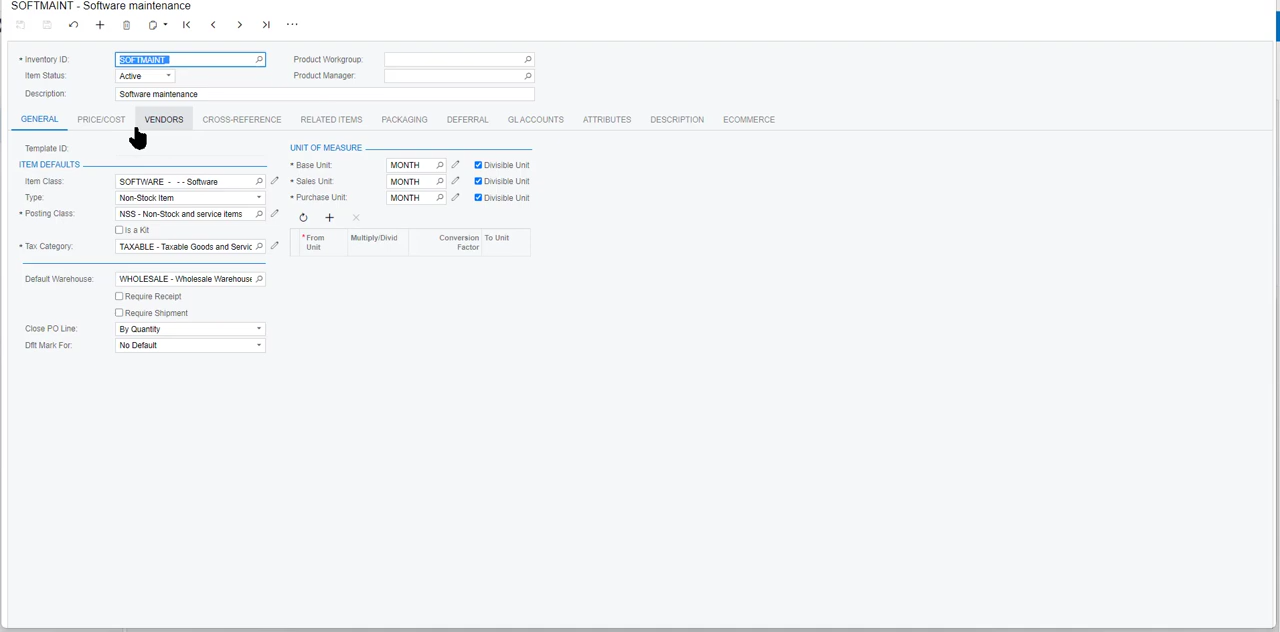 SOFTMAINT - Software maintenance
* Inventory ID: SOFTMAINT Product Workgroup:
Item Status: Active Product Manager:
Description: Software maintenance
GENERAL PRICE/COST VENDORS CROSS-REFERENCE RELATED ITEMS PACKAGING DEFERRAL GL ACCOUNTS ATTRIBUTES DESCRIPTION ECOMMERCE
Template ID: UNIT OF MEASURE
ITEM DEFAULTS * Base Unit: MONTH Divisible Unit
Item Class: SOFTWARE - - - Software * Sales Unit: MONTH Divisible Unit
Type: Non-Stock Item * Purchase Unit: MONTH Divisible Unit
* Posting Class: NSS - Non-Stock and service items
Is a Kit
* From Unit Multiply/Divid Conversion Factor To Unit
* Tax Category: TAXABLE - Taxable Goods and Servic
Default Warehouse: WHOLESALE - Wholesale Warehouse
Require Receipt
Require Shipment
Close PO Line: By Quantity
Dflt Mark For: No Default